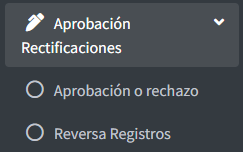 Aprobación
Rectificaciones
Aprobación o rechazo
Reversa Registros